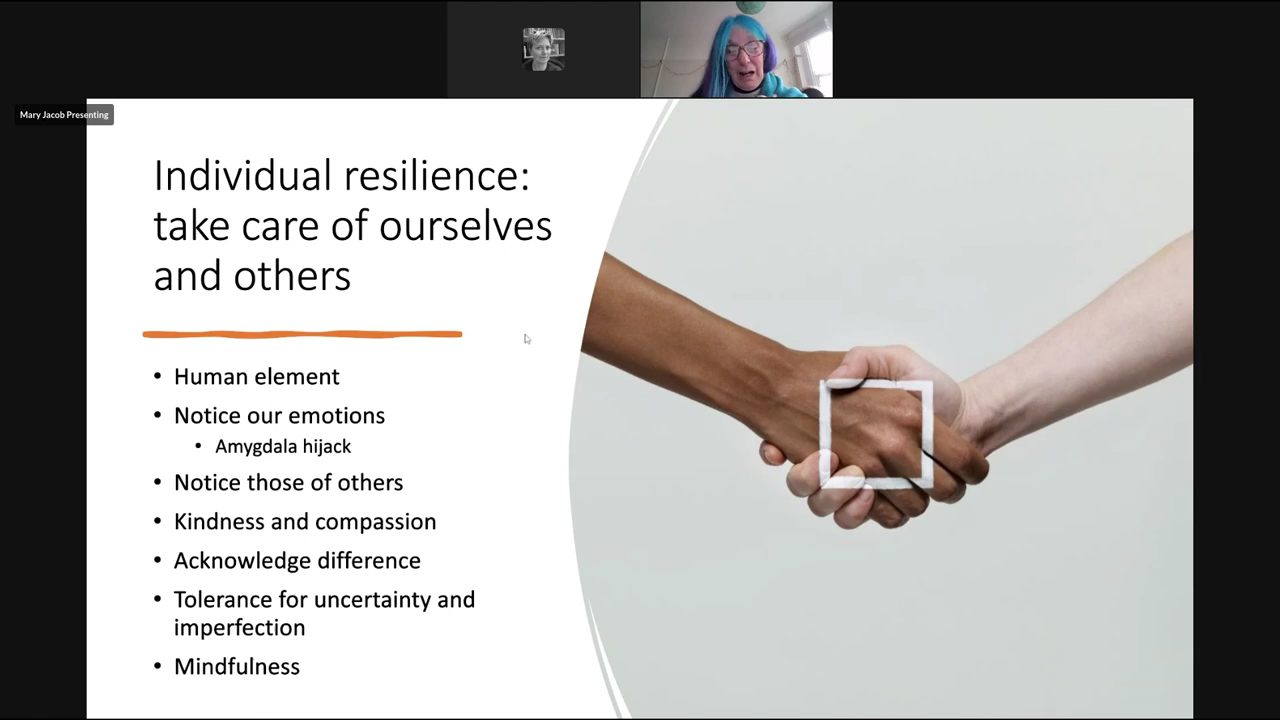 Mary Jacob Presenting
Individual resilience:
take care of ourselves
and others
• Human element
• Notice our emotions
• Amygdala hijack
• Notice those of others
• Kindness and compassion
• Acknowledge difference
• Tolerance for uncertainty and
imperfection
• Mindfulness